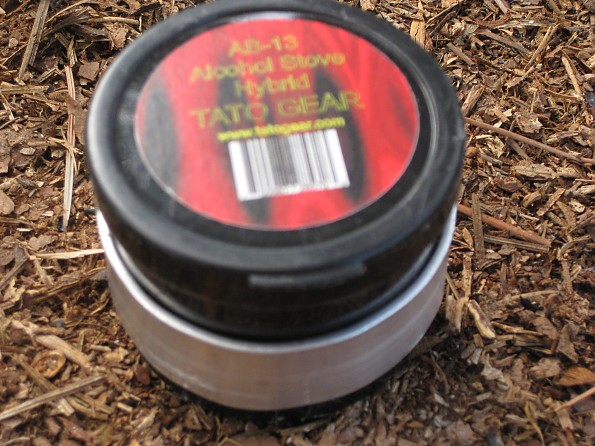 AB-13
Alcohol Stove
Hybrid
TATO GEAR
www.tatogear.com